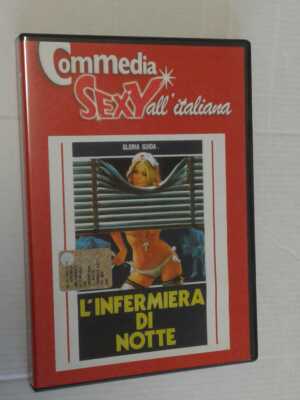 Commedia
SEXY all'italiana
GLORIA GUIDA
L'INFERMIERA
DI
NOTTE